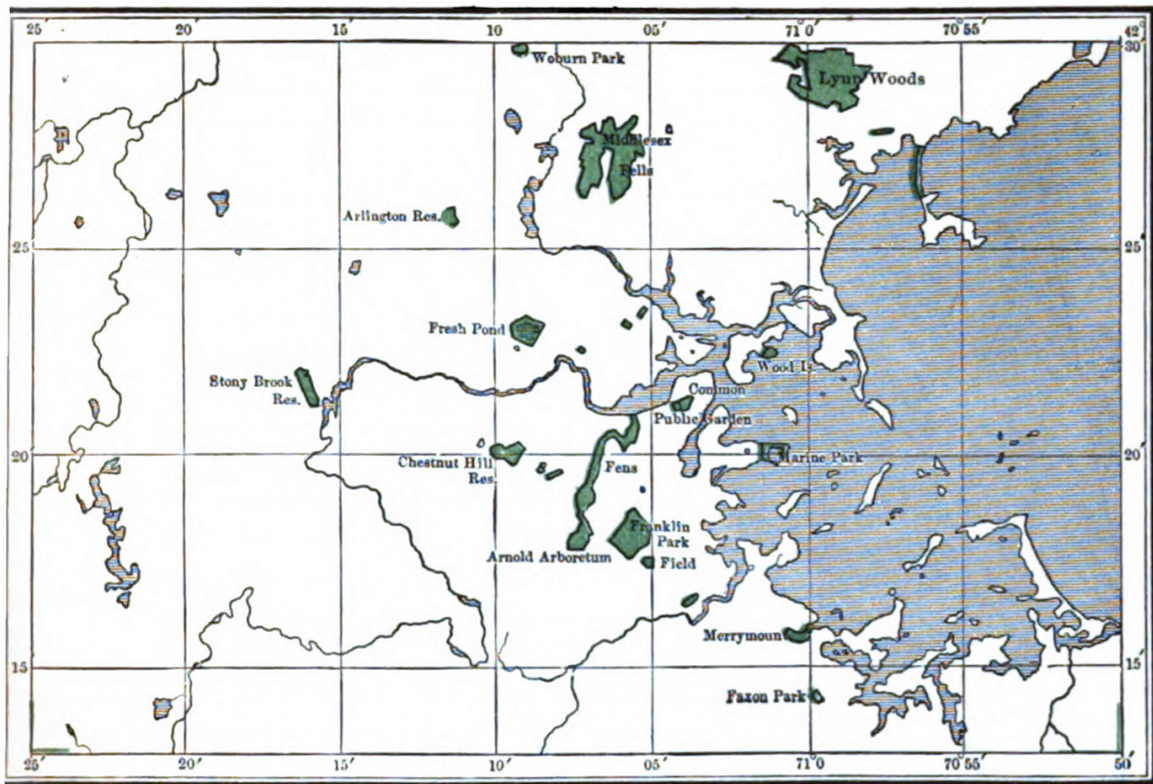 25′ 20′ 15′ 10′ 05′ 71° 0′ 70° 55′ 42°
30′
Woburn Park
Lynn Woods
Middlesex
Fells
Arlington Res.
25′ 25′
Fresh Pond
Wood Is.
Stony Brook
Res.
Common
Public Garden
20′ 20′
Chestnut Hill
Res.
B
Fens
Marine Park
Franklin
Park
Arnold Arboretum
Field
Merrymount
15′ 15′
Faxon Park
25′ 20′ 15′ 10′ 05′ 71° 0′ 70° 55′ 50′